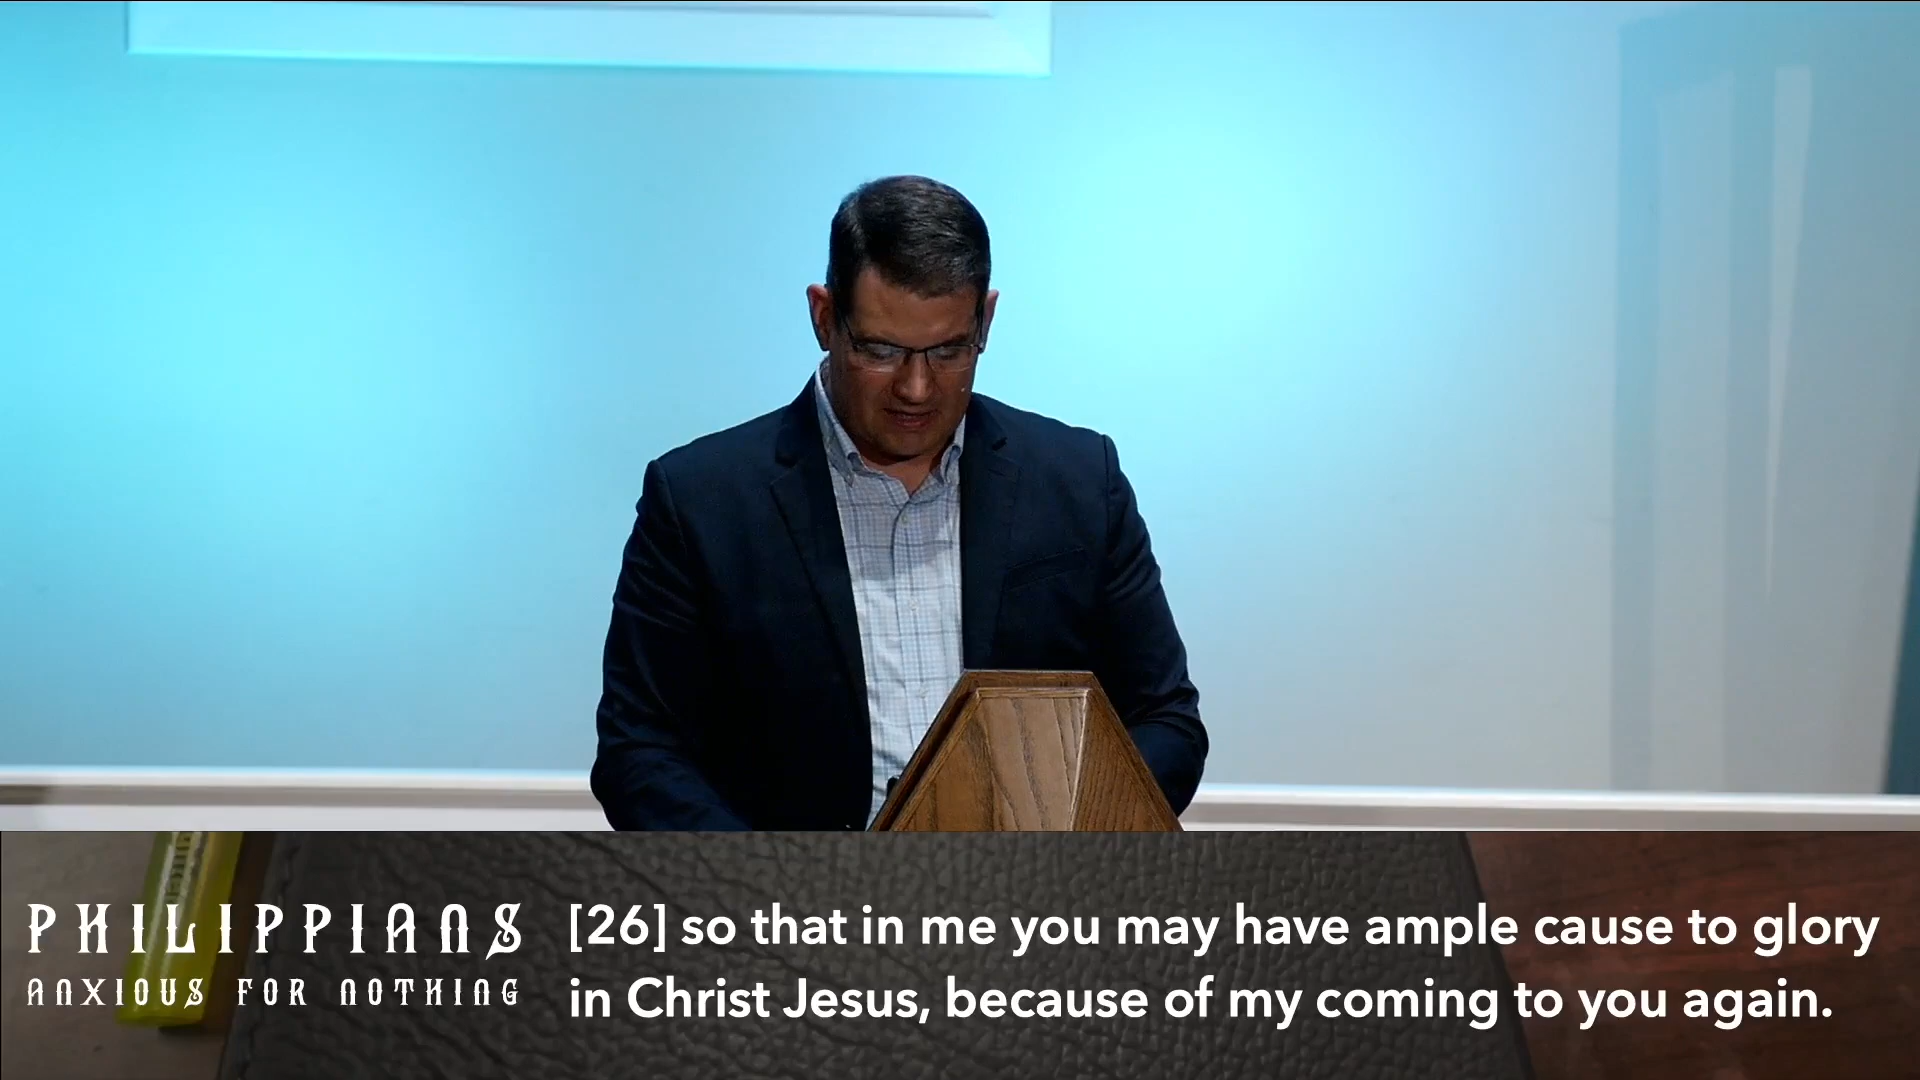 PHILIPPIANS
ANXIOUS FOR NOTHING
[26] so that in me you may have ample cause to glory
in Christ Jesus, because of my coming to you again.